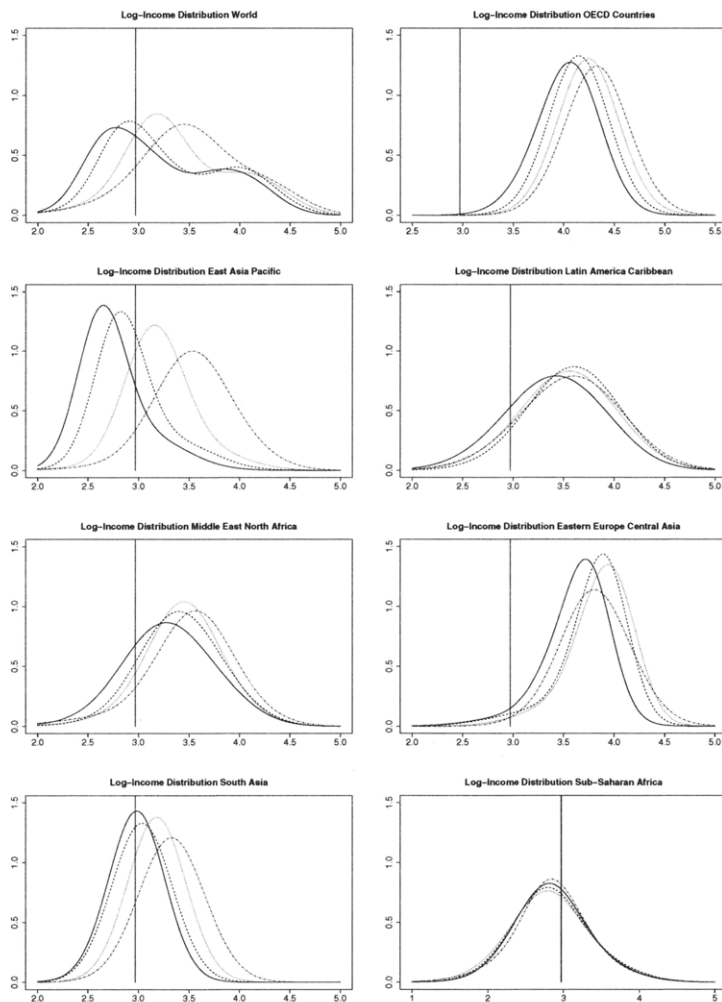 Log-Income Distribution World
0.0 0.5 1.0 1.5
2.0 2.5 3.0 3.5 4.0 4.5 5.0
Log-Income Distribution OECD Countries
0.0 0.5 1.0 1.5
2.5 3.0 3.5 4.0 4.5 5.0 5.5
Log-Income Distribution East Asia Pacific
0.0 0.5 1.0 1.5
2.0 2.5 3.0 3.5 4.0 4.5 5.0
Log-Income Distribution Latin America Caribbean
0.0 0.5 1.0 1.5
2.0 2.5 3.0 3.5 4.0 4.5 5.0
Log-Income Distribution Middle East North Africa
0.0 0.5 1.0 1.5
2.0 2.5 3.0 3.5 4.0 4.5 5.0
Log-Income Distribution Eastern Europe Central Asia
0.0 0.5 1.0 1.5
2.0 2.5 3.0 3.5 4.0 4.5 5.0
Log-Income Distribution South Asia
0.0 0.5 1.0 1.5
2.0 2.5 3.0 3.5 4.0 4.5 5.0
Log-Income Distribution Sub-Saharan Africa
0.0 0.5 1.0 1.5
1 2 3 4 5